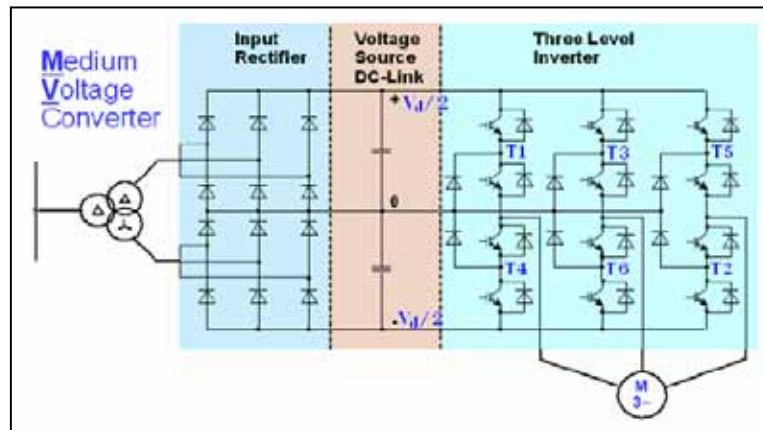 Medium
Voltage
Converter
Input
Rectifier
Voltage
Source
DC-Link
Three Level
Inverter
+ Vd/2
0
- Vd/2
T1
T3
T5
T4
T6
T2
M
3~